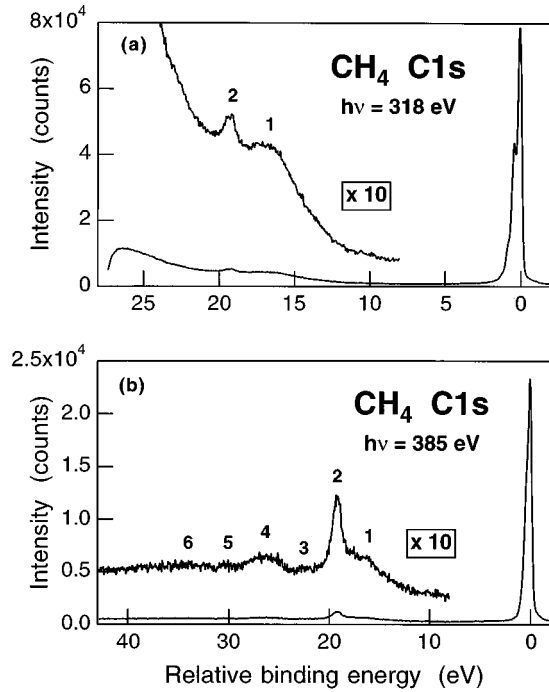 (a)
CH₄ C1s
hν = 318 eV
2
1
x 10
8x10⁴
6
4
2
0
Intensity (counts)
25
20
15
10
5
0
(b)
CH₄ C1s
hν = 385 eV
2
6
5
4
3
1
x 10
2.5x10⁴
2.0
1.5
1.0
0.5
0.0
Intensity (counts)
40
30
20
10
0
Relative binding energy (eV)